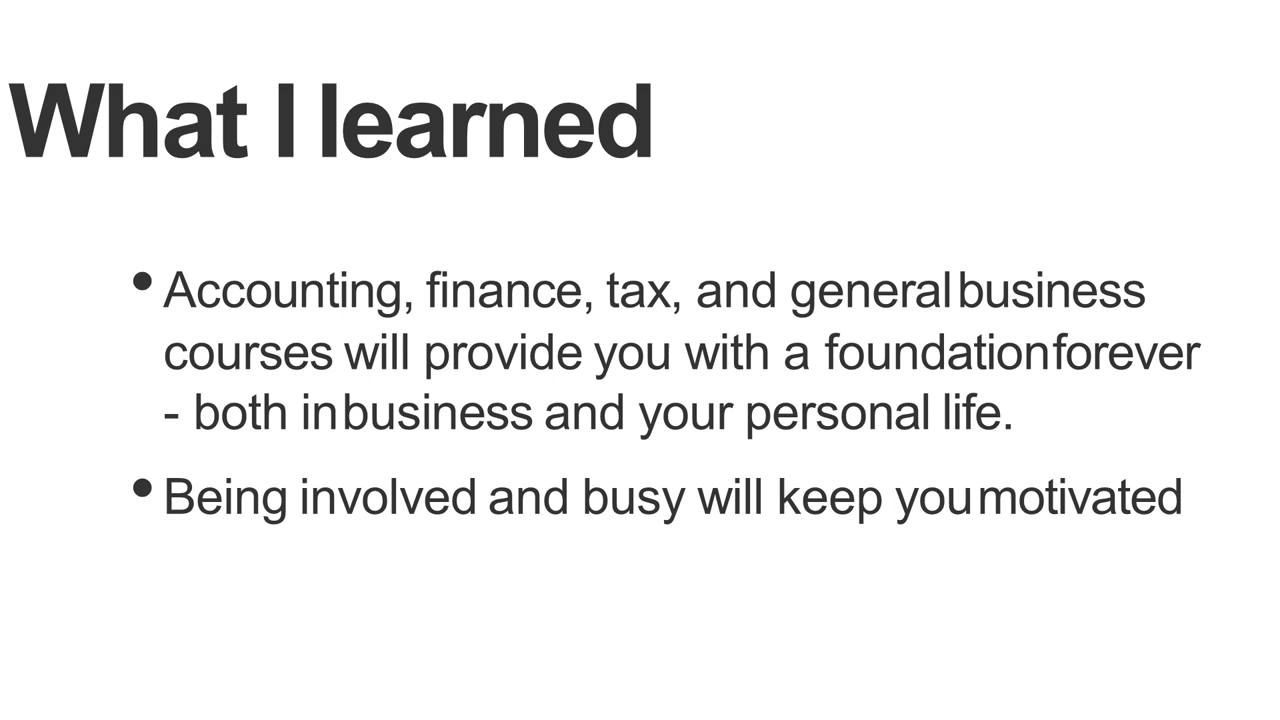 What I learned
• Accounting, finance, tax, and general business
courses will provide you with a foundation forever
- both in business and your personal life.
• Being involved and busy will keep you motivated